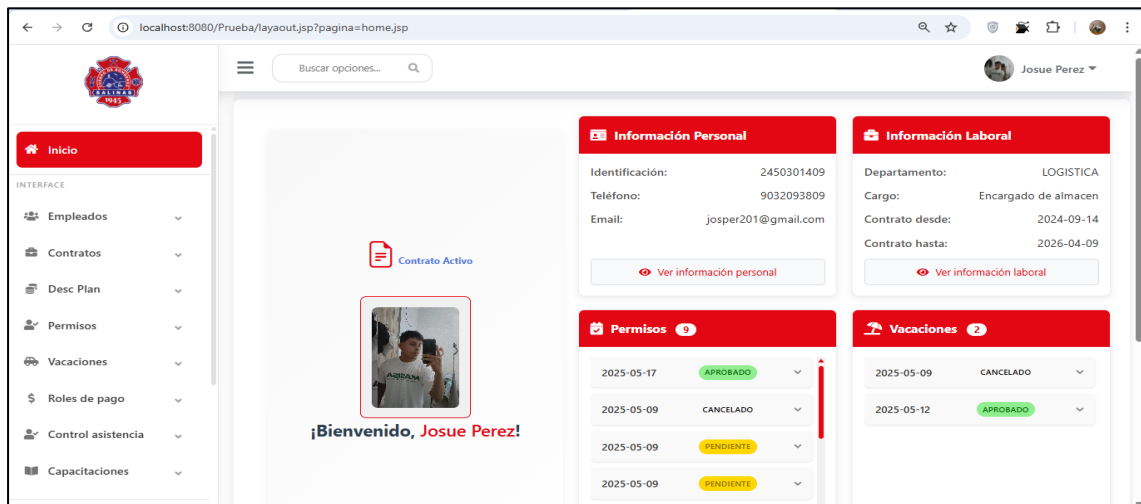 localhost:8080/Prueba/layaout.jsp?pagina=home.jsp
SALINAS
1945
Buscar opciones...
Josue Perez
Inicio
INTERFACE
Empleados
Contratos
Desc Plan
Permisos
Vacaciones
Roles de pago
Control asistencia
Capacitaciones
Contrato Activo
¡Bienvenido, Josue Perez!
Información Personal
Identificación: 2450301409
Teléfono: 9032093809
Email: josper201@gmail.com
Ver información personal
Información Laboral
Departamento: LOGISTICA
Cargo: Encargado de almacen
Contrato desde: 2024-09-14
Contrato hasta: 2026-04-09
Ver información laboral
Permisos 9
2025-05-17 APROBADO
2025-05-09 CANCELADO
2025-05-09 PENDIENTE
2025-05-09 PENDIENTE
Vacaciones 2
2025-05-09 CANCELADO
2025-05-12 APROBADO